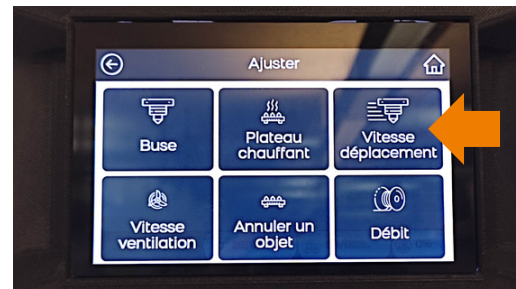 Ajuster
Buse
Plateau
chauffant
Vitesse
déplacement
Vitesse
ventilation
Annuler un
objet
Débit